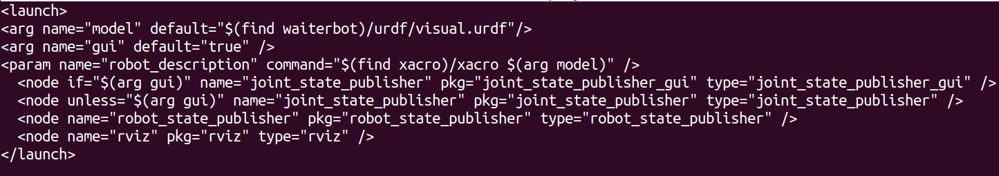 <launch>
<arg name="model" default="$(find waiterbot)/urdf/visual.urdf"/>
<arg name="gui" default="true" />
<param name="robot_description" command="$(find xacro)/xacro $(arg model)" />
<node if="$(arg gui)" name="joint_state_publisher" pkg="joint_state_publisher_gui" type="joint_state_publisher_gui" />
<node unless="$(arg gui)" name="joint_state_publisher" pkg="joint_state_publisher" type="joint_state_publisher" />
<node name="robot_state_publisher" pkg="robot_state_publisher" type="robot_state_publisher" />
<node name="rviz" pkg="rviz" type="rviz" />
</launch>